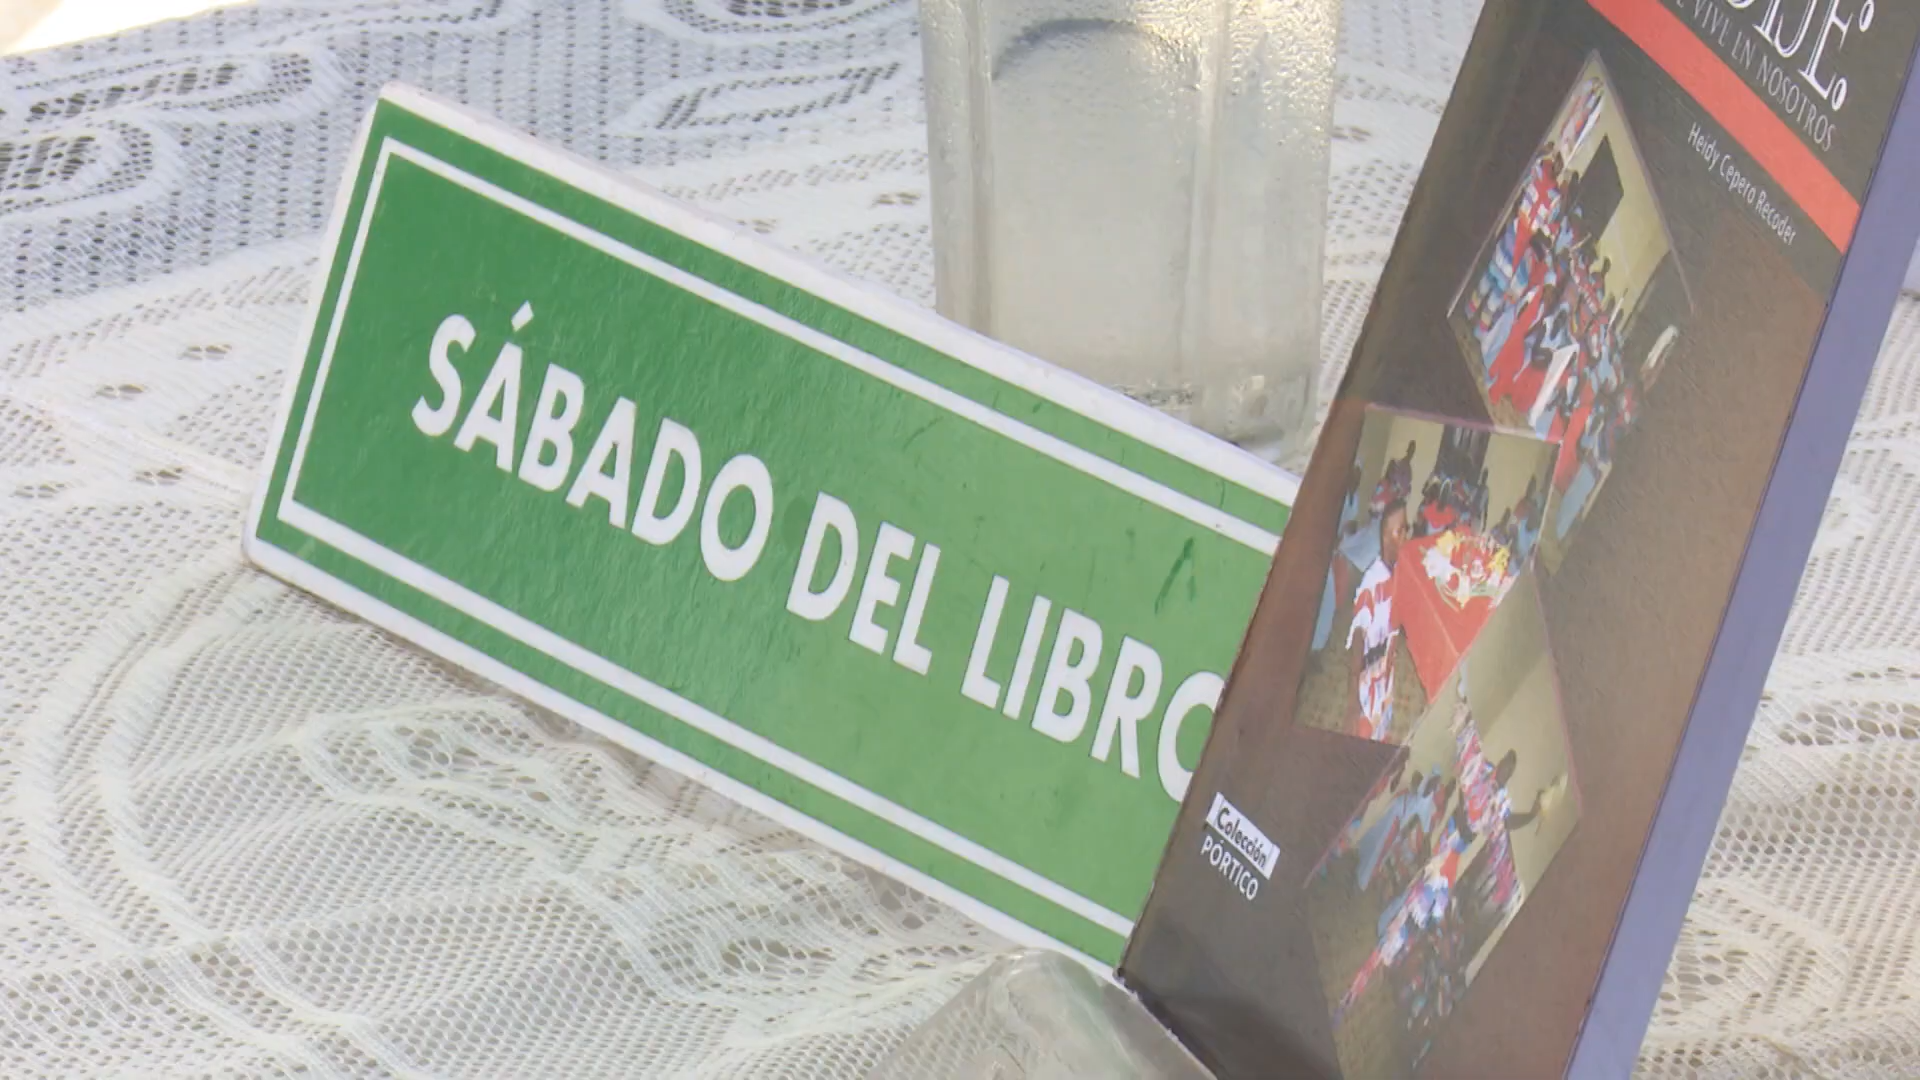 SÁBADO DEL LIBRO
VIVE EN NOSOTROS
Heidy Cepero Recoder
Colección
PÓRTICO